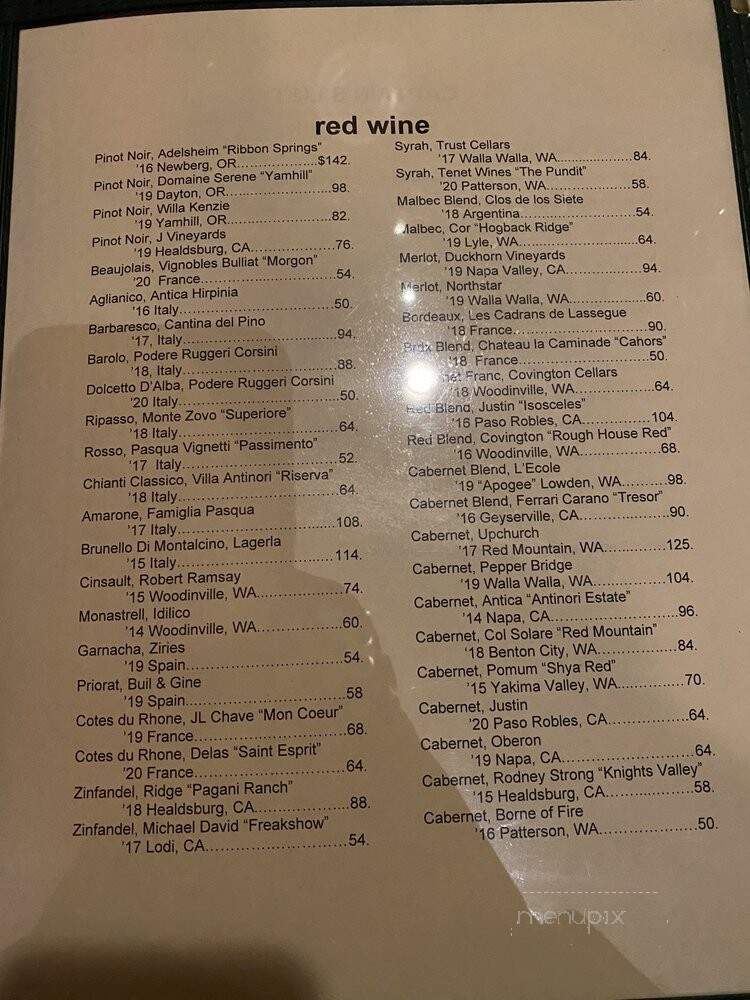 red wine
Pinot Noir, Adelsheim "Ribbon Springs"
'16 Newberg, OR....................$142.
Pinot Noir, Domaine Serene "Yamhill"
'19 Dayton, OR..........................98.
Pinot Noir, Willa Kenzie
'19 Yamhill, OR..........................82.
Pinot Noir, J Vineyards
'19 Healdsburg, CA.....................76.
Beaujolais, Vignobles Bulliat "Morgon"
'20 France..................................54.
Aglianico, Antica Hirpinia
'16 Italy.......................................50.
Barbaresco, Cantina del Pino
'17, Italy.......................................94.
Barolo, Podere Ruggeri Corsini
'18, Italy.......................................88.
Dolcetto D'Alba, Podere Ruggeri Corsini
'20 Italy........................................50.
Ripasso, Monte Zovo "Superiore"
'18 Italy........................................64.
Rosso, Pasqua Vignetti "Passimento"
'17 Italy.......................................52.
Chianti Classico, Villa Antinori "Riserva"
'18 Italy........................................64.
Amarone, Famiglia Pasqua
'17 Italy.......................................108.
Brunello Di Montalcino, Lagerla
'15 Italy.......................................114.
Cinsault, Robert Ramsay
'15 Woodinville, WA.....................74.
Monastrell, Idilico
'14 Woodinville, WA.....................60.
Garnacha, Ziries
'19 Spain.....................................54.
Priorat, Buil & Gine
'19 Spain.....................................58
Cotes du Rhone, JL Chave "Mon Coeur"
'19 France....................................68.
Cotes du Rhone, Delas "Saint Esprit"
'20 France....................................64.
Zinfandel, Ridge "Pagani Ranch"
'18 Healdsburg, CA......................88.
Zinfandel, Michael David "Freakshow"
'17 Lodi, CA.................................54.
Syrah, Trust Cellars
'17 Walla Walla, WA.....................84.
Syrah, Tenet Wines "The Pundit"
'20 Patterson, WA........................58.
Malbec Blend, Clos de los Siete
'18 Argentina...............................54.
Malbec, Cor "Hogback Ridge"
'19 Lyle, WA.................................64.
Merlot, Duckhorn Vineyards
'19 Napa Valley, CA.....................94.
Merlot, Northstar
'19 Walla Walla, WA.....................60.
Bordeaux, Les Cadrans de Lassegue
'18 France....................................90.
Brdx Blend, Chateau la Caminade "Cahors"
'18 France...................................50.
Franc, Covington Cellars
'18 Woodinville, WA.....................64.
Red Blend, Justin "Isosceles"
'16 Paso Robles, CA..................104.
Red Blend, Covington "Rough House Red"
'16 Woodinville, WA.....................68.
Cabernet Blend, L'Ecole
'19 "Apogee" Lowden, WA..........98.
Cabernet Blend, Ferrari Carano "Tresor"
'16 Geyserville, CA......................90.
Cabernet, Upchurch
'17 Red Mountain, WA..............125.
Cabernet, Pepper Bridge
'19 Walla Walla, WA...................104.
Cabernet, Antica "Antinori Estate"
'14 Napa, CA................................96.
Cabernet, Col Solare "Red Mountain"
'18 Benton City, WA.....................84.
Cabernet, Pomum "Shya Red"
'15 Yakima Valley, WA.................70.
Cabernet, Justin
'20 Paso Robles, CA....................64.
Cabernet, Oberon
'19 Napa, CA................................64.
Cabernet, Rodney Strong "Knights Valley"
'15 Healdsburg, CA......................58.
Cabernet, Borne of Fire
'16 Patterson, WA........................50.
menupix